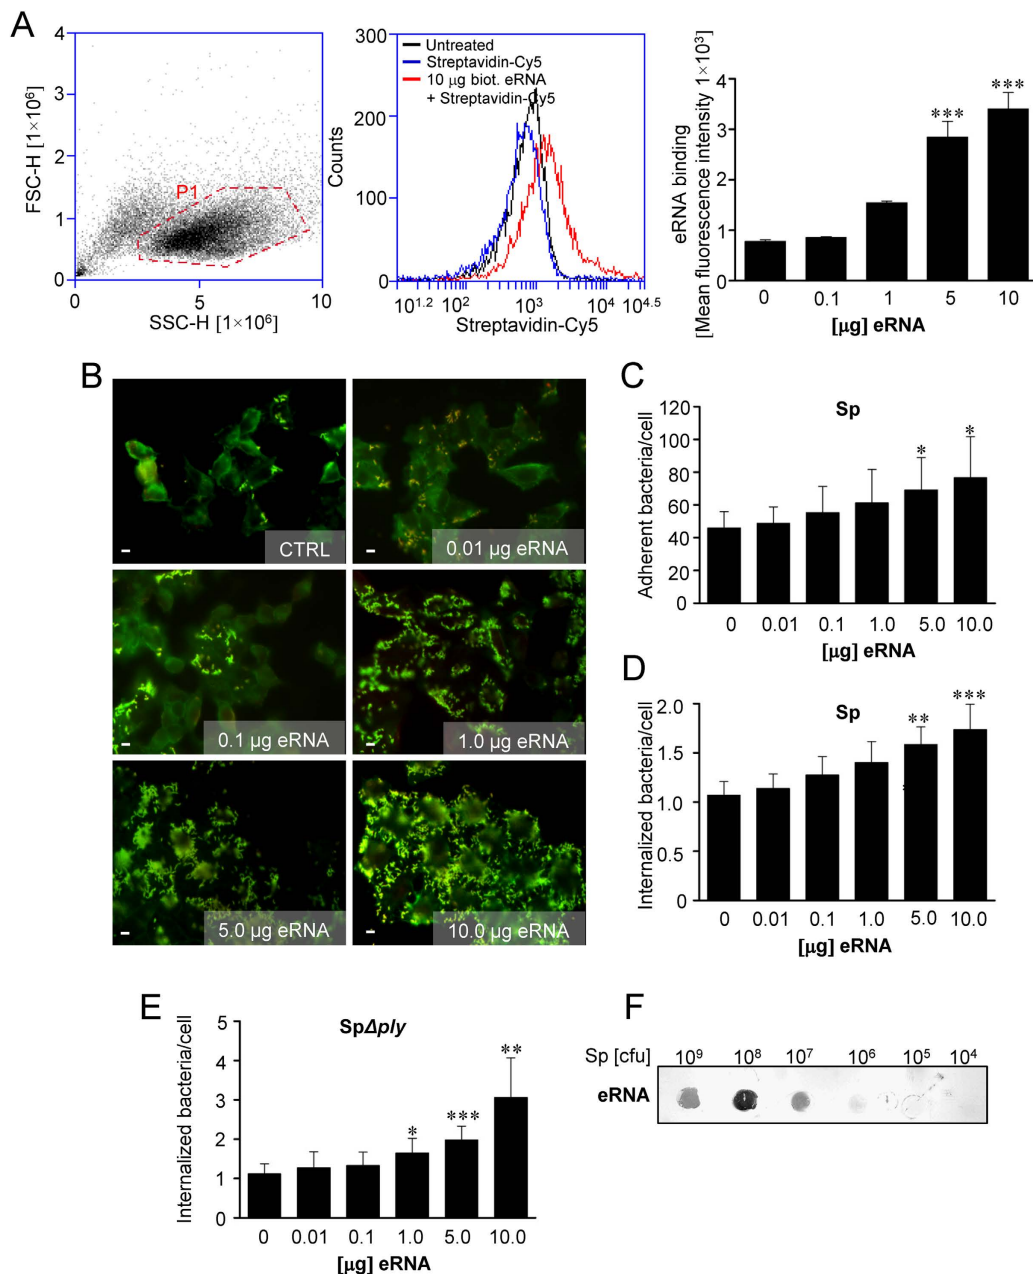 A
FSC-H [1×10⁶]
4
3
2
1
0
P1
0
5
10
SSC-H [1×10⁶]
Counts
300
200
100
0
Untreated
Streptavidin-Cy5
10 µg biot. eRNA
+ Streptavidin-Cy5
10¹·²
10²
10³
10⁴
10⁴·⁵
Streptavidin-Cy5
eRNA binding
[Mean fluorescence intensity 1×10³]
4
3
2
1
0
***
***
0
0.1
1
5
10
[µg] eRNA
B
CTRL
0.01 µg eRNA
0.1 µg eRNA
1.0 µg eRNA
5.0 µg eRNA
10.0 µg eRNA
C
Sp
Adherent bacteria/cell
120
100
80
60
40
20
0
*
*
0
0.01
0.1
1.0
5.0
10.0
[µg] eRNA
D
Sp
Internalized bacteria/cell
2.0
1.5
1.0
0.5
0
**
***
0
0.01
0.1
1.0
5.0
10.0
[µg] eRNA
E
SpΔply
Internalized bacteria/cell
5
4
3
2
1
0
*
***
**
0
0.01
0.1
1.0
5.0
10.0
[µg] eRNA
F
Sp [cfu]
10⁹
10⁸
10⁷
10⁶
10⁵
10⁴
eRNA